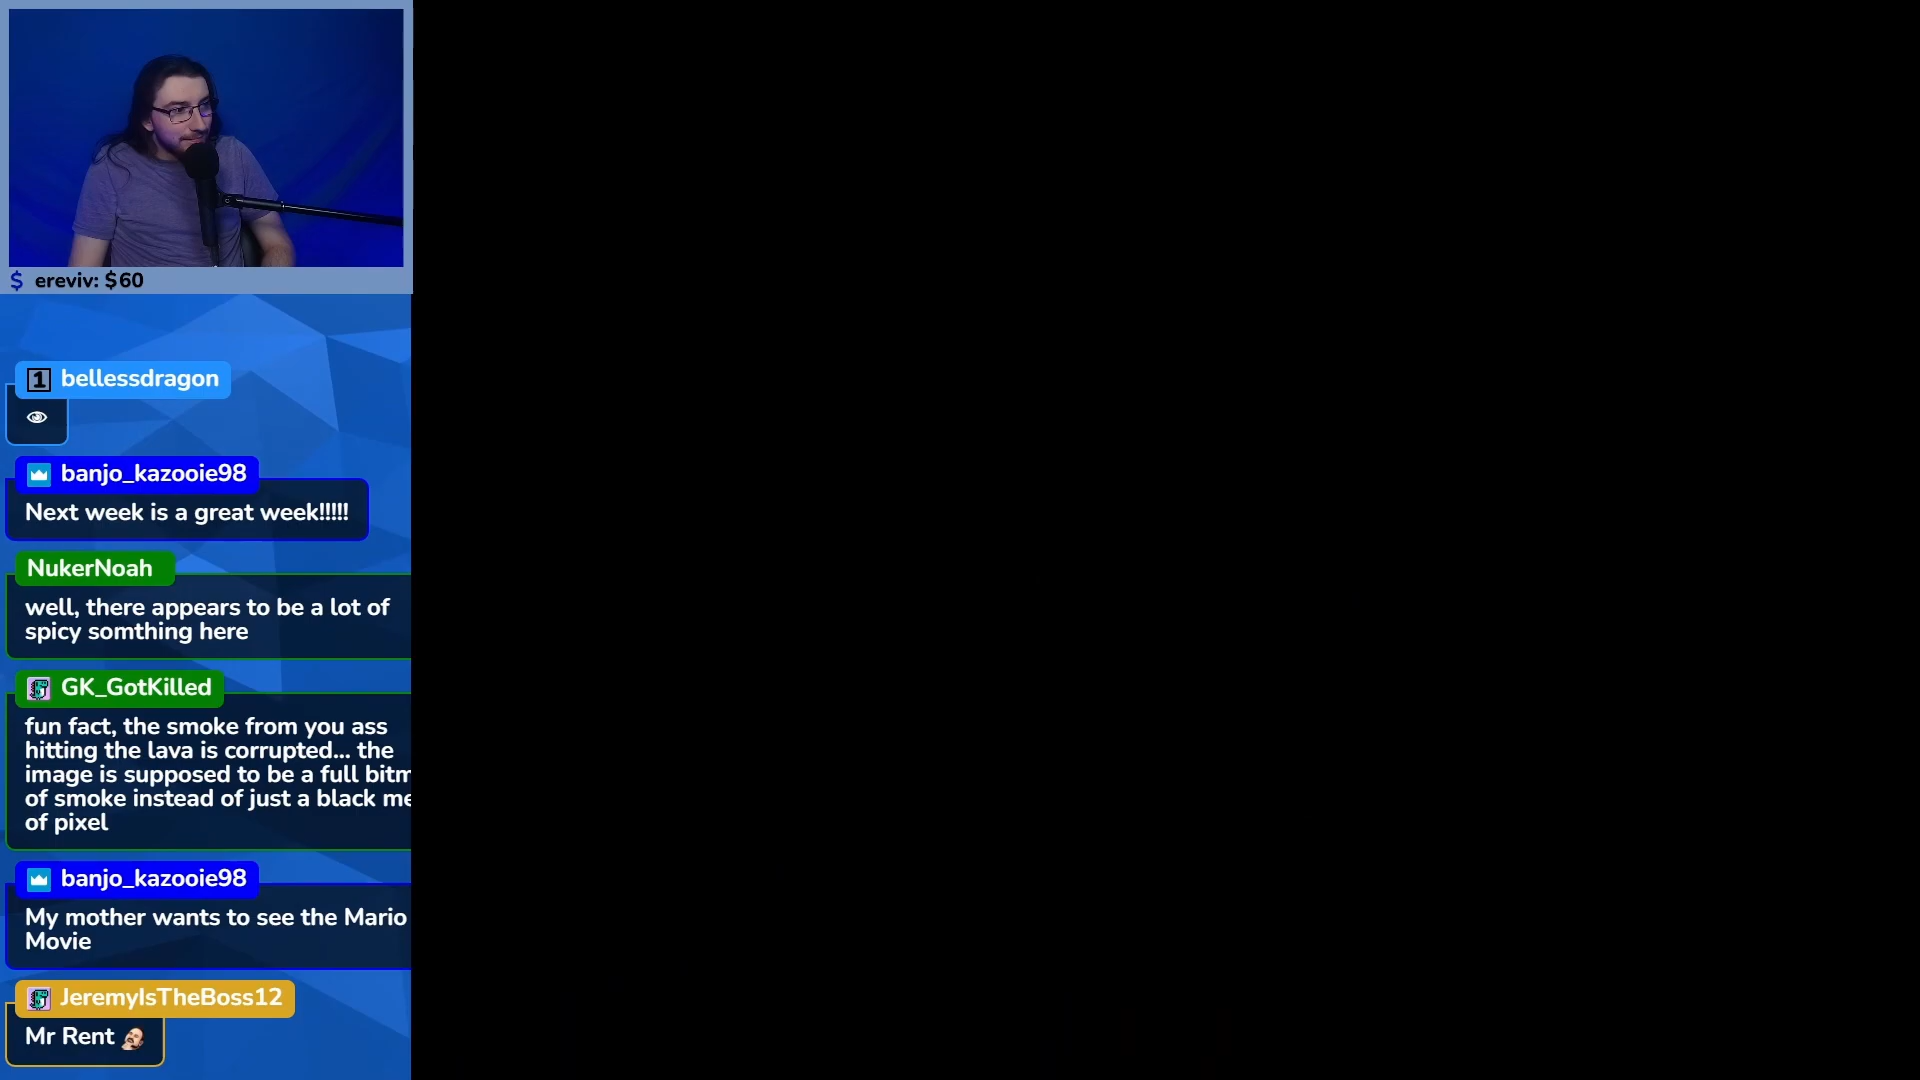 $ ereviv: $60
1 bellessdragon
banjo_kazooie98
Next week is a great week!!!!!
NukerNoah
well, there appears to be a lot of
spicy somthing here
GK_GotKilled
fun fact, the smoke from you ass
hitting the lava is corrupted... the
image is supposed to be a full bitm
of smoke instead of just a black me
of pixel
banjo_kazooie98
My mother wants to see the Mario
Movie
JeremyIsTheBoss12
Mr Rent